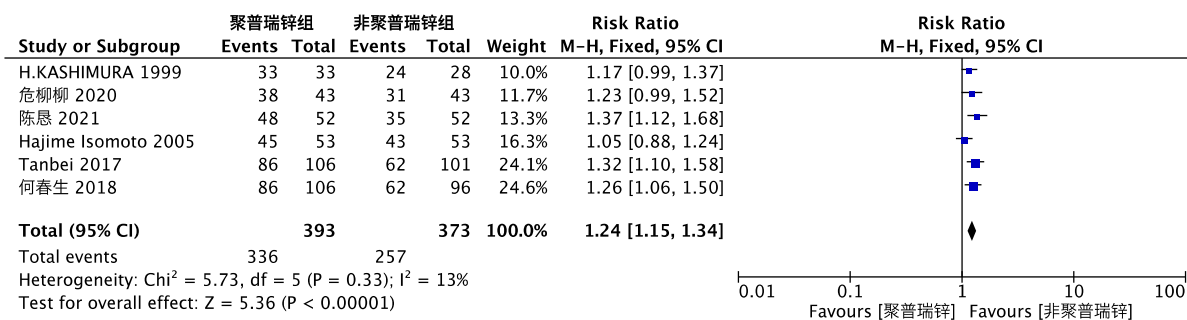 聚普瑞锌组 非聚普瑞锌组 Risk Ratio Risk Ratio
Study or Subgroup Events Total Events Total Weight M-H, Fixed, 95% CI M-H, Fixed, 95% CI
H.KASHIMURA 1999 33 33 24 28 10.0% 1.17 [0.99, 1.37]
危柳柳 2020 38 43 31 43 11.7% 1.23 [0.99, 1.52]
陈恳 2021 48 52 35 52 13.3% 1.37 [1.12, 1.68]
Hajime Isomoto 2005 45 53 43 53 16.3% 1.05 [0.88, 1.24]
Tanbei 2017 86 106 62 101 24.1% 1.32 [1.10, 1.58]
何春生 2018 86 106 62 96 24.6% 1.26 [1.06, 1.50]
Total (95% CI) 393 373 100.0% 1.24 [1.15, 1.34]
Total events 336 257
Heterogeneity: Chi² = 5.73, df = 5 (P = 0.33); I² = 13%
Test for overall effect: Z = 5.36 (P < 0.00001)
0.01 0.1 1 10 100
Favours [聚普瑞锌] Favours [非聚普瑞锌]